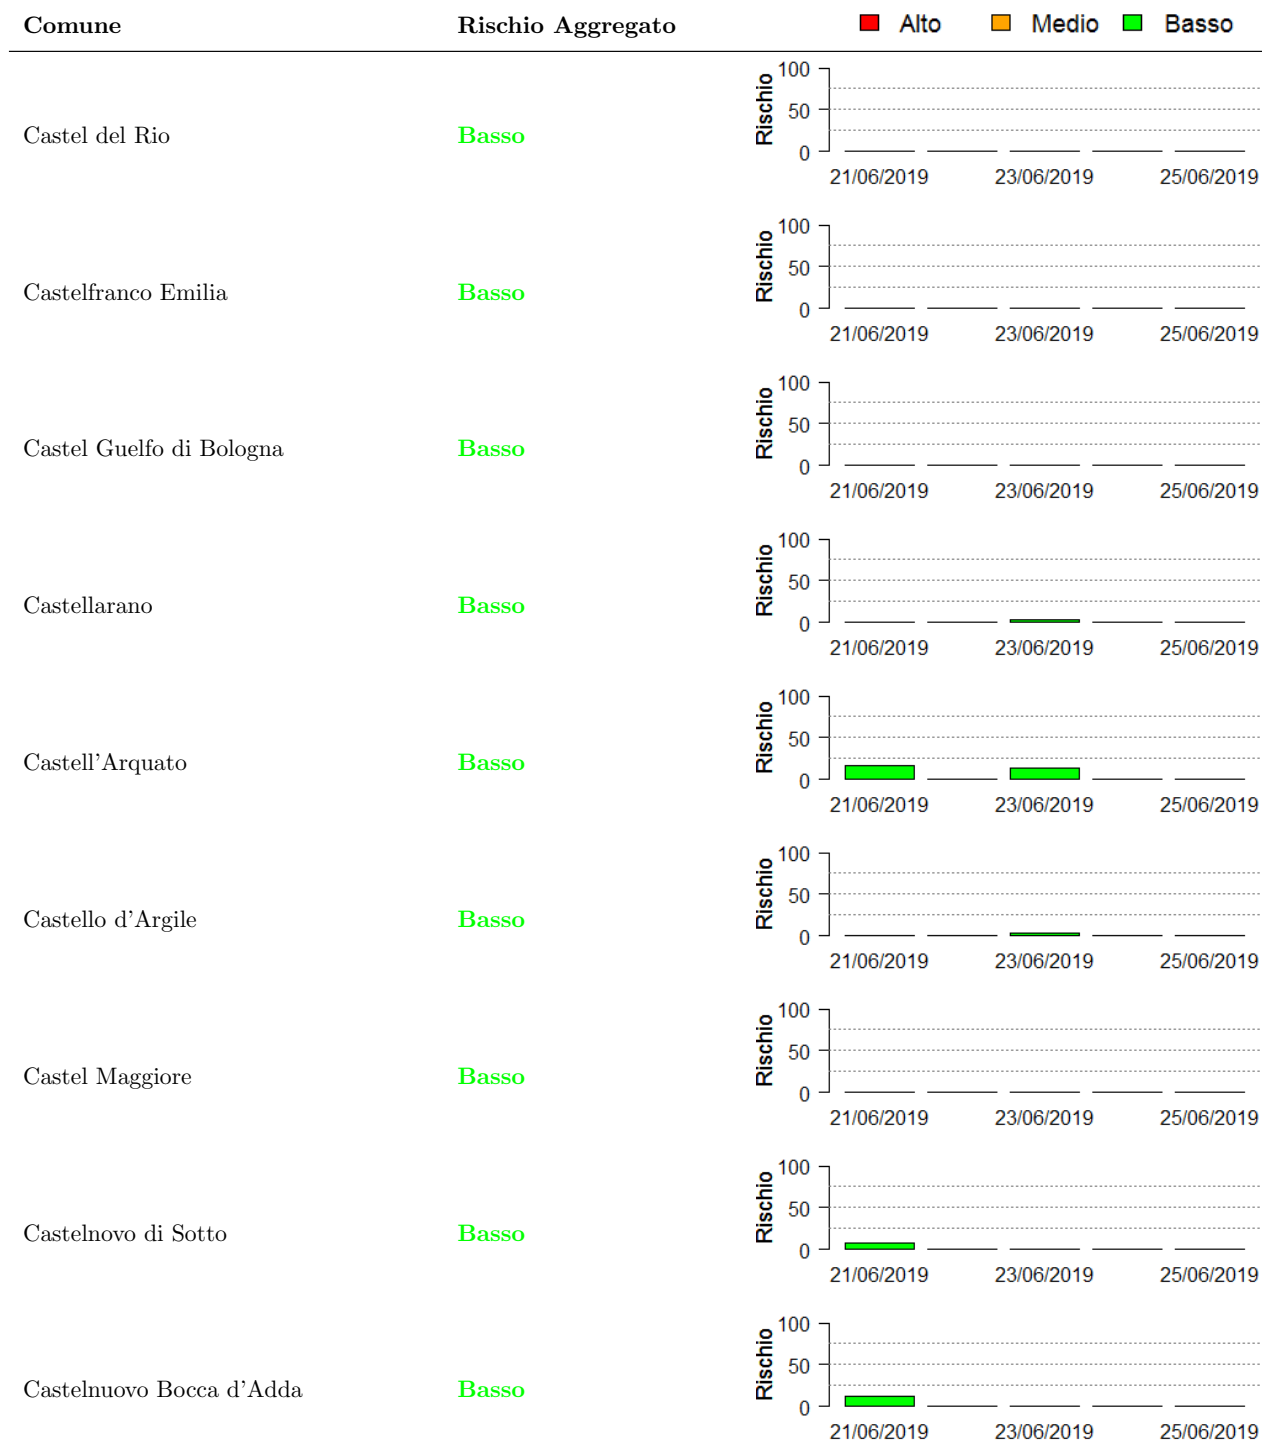 Comune Rischio Aggregato Alto Medio Basso
Castel del Rio Basso
Rischio
100
50
0
21/06/2019 23/06/2019 25/06/2019
Castelfranco Emilia Basso
Rischio
100
50
0
21/06/2019 23/06/2019 25/06/2019
Castel Guelfo di Bologna Basso
Rischio
100
50
0
21/06/2019 23/06/2019 25/06/2019
Castellarano Basso
Rischio
100
50
0
21/06/2019 23/06/2019 25/06/2019
Castell'Arquato Basso
Rischio
100
50
0
21/06/2019 23/06/2019 25/06/2019
Castello d'Argile Basso
Rischio
100
50
0
21/06/2019 23/06/2019 25/06/2019
Castel Maggiore Basso
Rischio
100
50
0
21/06/2019 23/06/2019 25/06/2019
Castelnovo di Sotto Basso
Rischio
100
50
0
21/06/2019 23/06/2019 25/06/2019
Castelnuovo Bocca d'Adda Basso
Rischio
100
50
0
21/06/2019 23/06/2019 25/06/2019